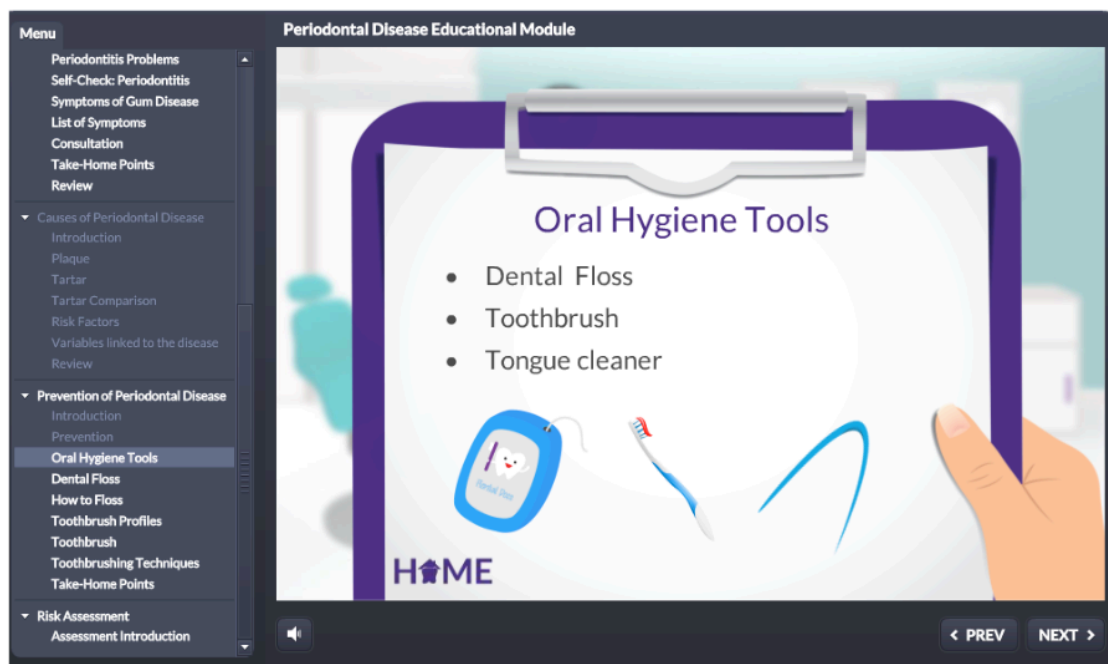 Menu
Periodontitis Problems
Self-Check: Periodontitis
Symptoms of Gum Disease
List of Symptoms
Consultation
Take-Home Points
Review
Causes of Periodontal Disease
Introduction
Plaque
Tartar
Tartar Comparison
Risk Factors
Variables linked to the disease
Review
Prevention of Periodontal Disease
Introduction
Prevention
Oral Hygiene Tools
Dental Floss
How to Floss
Toothbrush Profiles
Toothbrush
Toothbrushing Techniques
Take-Home Points
Risk Assessment
Assessment Introduction
Periodontal Disease Educational Module
Oral Hygiene Tools
• Dental Floss
• Toothbrush
• Tongue cleaner
Dental Floss
HOME
< PREV
NEXT >